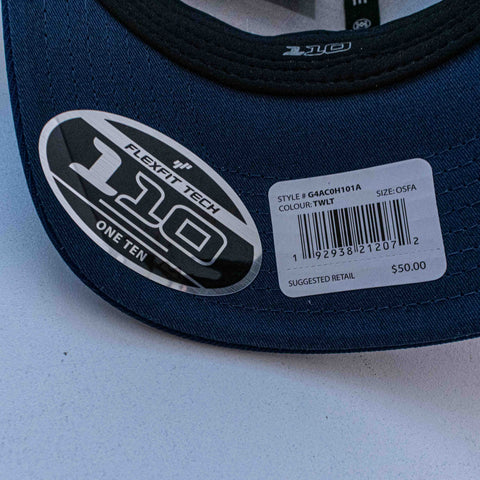 110
FLEXFIT TECH
110
ONE TEN
STYLE # G4AC0H101A SIZE: OSFA
COLOUR: TWLT
1 92938 21207 2
SUGGESTED RETAIL $50.00